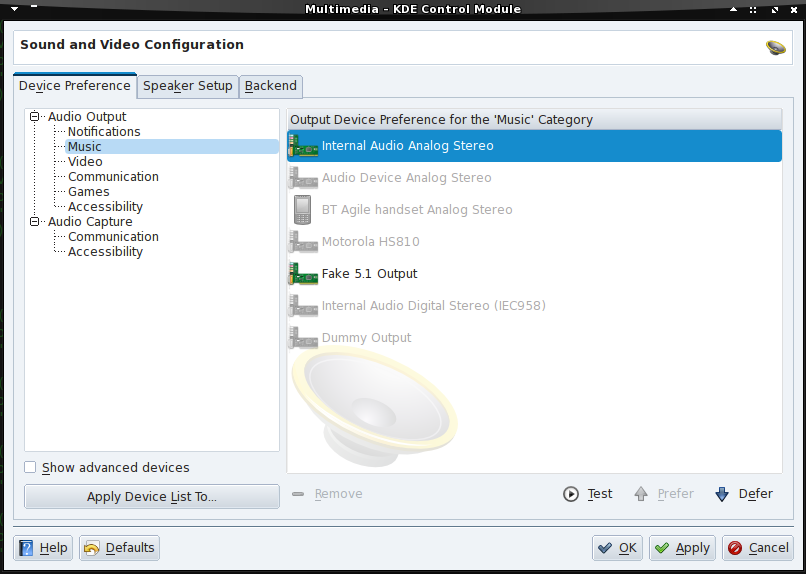 Multimedia – KDE Control Module
Sound and Video Configuration
Device Preference Speaker Setup Backend
Audio Output
Notifications
Music
Video
Communication
Games
Accessibility
Audio Capture
Communication
Accessibility
Output Device Preference for the 'Music' Category
Internal Audio Analog Stereo
Audio Device Analog Stereo
BT Agile handset Analog Stereo
Motorola HS810
Fake 5.1 Output
Internal Audio Digital Stereo (IEC958)
Dummy Output
Show advanced devices
Apply Device List To...
Remove Test Prefer Defer
Help Defaults OK Apply Cancel